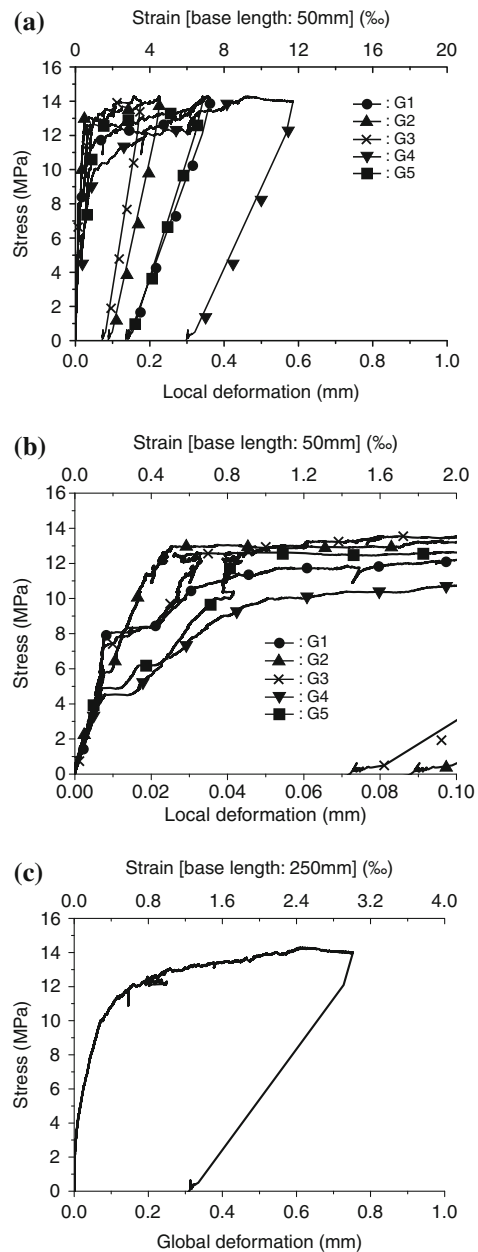 (a)
Strain [base length: 50mm] (‰)
0 4 8 12 16 20
16
14
12
10
8
6
4
2
0
Stress (MPa)
: G1
: G2
: G3
: G4
: G5
0.0 0.2 0.4 0.6 0.8 1.0
Local deformation (mm)
(b)
Strain [base length: 50mm] (‰)
0.0 0.4 0.8 1.2 1.6 2.0
16
14
12
10
8
6
4
2
0
Stress (MPa)
: G1
: G2
: G3
: G4
: G5
0.00 0.02 0.04 0.06 0.08 0.10
Local deformation (mm)
(c)
Strain [base length: 250mm] (‰)
0.0 0.8 1.6 2.4 3.2 4.0
16
14
12
10
8
6
4
2
0
Stress (MPa)
0.0 0.2 0.4 0.6 0.8 1.0
Global deformation (mm)